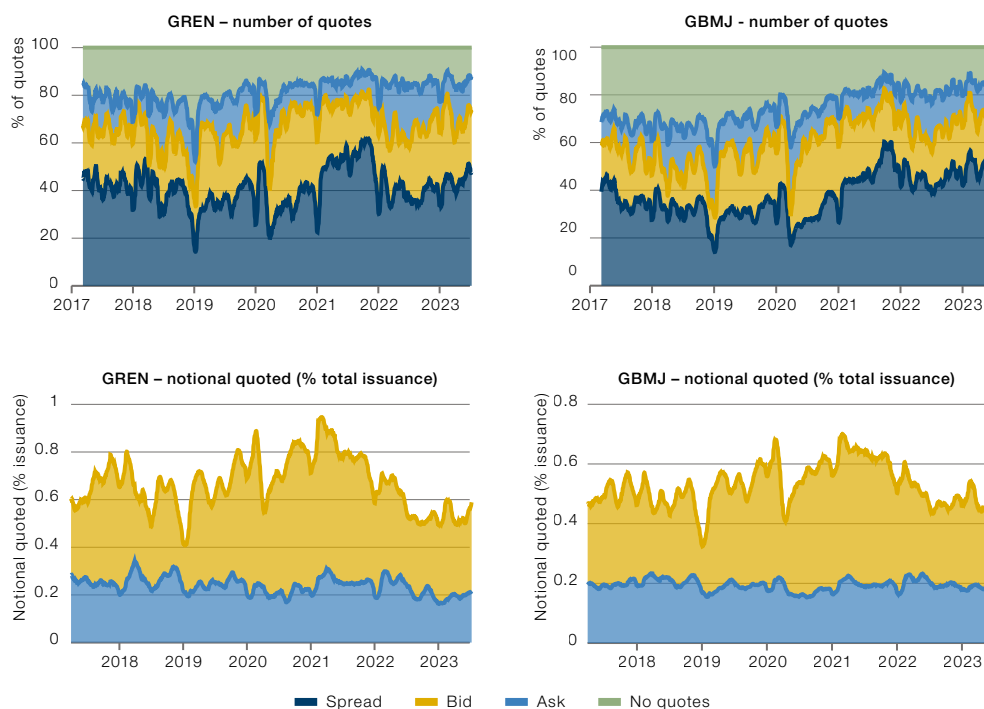 GREN – number of quotes
% of quotes
100
80
60
40
20
0
2017 2018 2019 2020 2021 2022 2023
GBMJ - number of quotes
% of quotes
100
80
60
40
20
0
2017 2018 2019 2020 2021 2022 2023
GREN – notional quoted (% total issuance)
Notional quoted (% issuance)
1
0.8
0.6
0.4
0.2
0
2018 2019 2020 2021 2022 2023
GBMJ – notional quoted (% total issuance)
Notional quoted (% issuance)
0.8
0.6
0.4
0.2
0
2018 2019 2020 2021 2022 2023
Spread Bid Ask No quotes